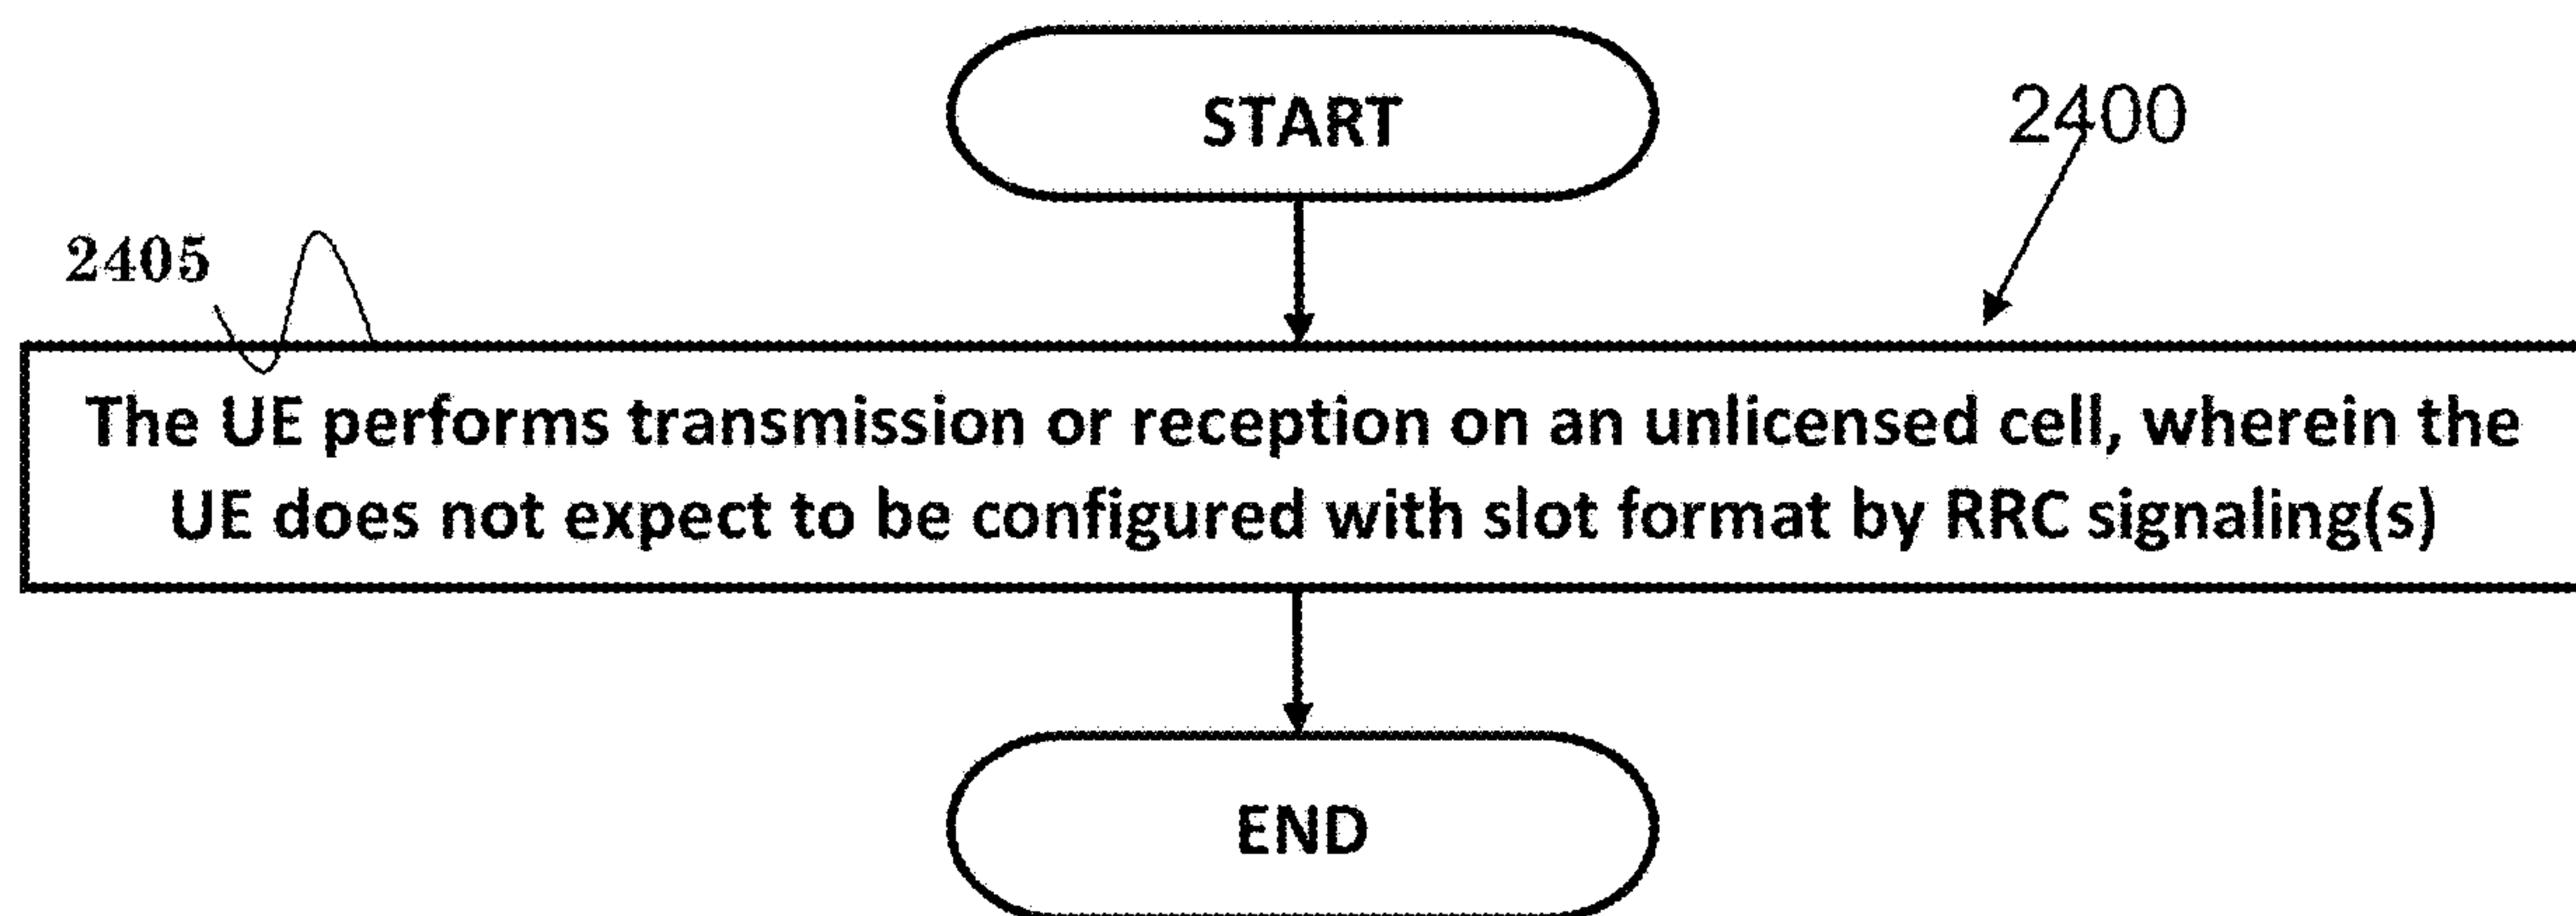 START
2400
2405
The UE performs transmission or reception on an unlicensed cell, wherein the
UE does not expect to be configured with slot format by RRC signaling(s)
END